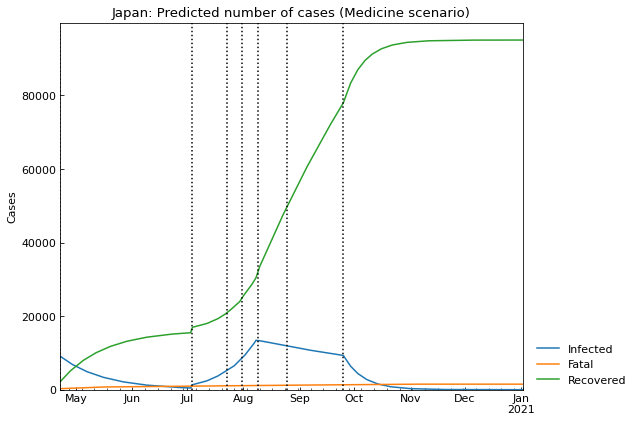 Japan: Predicted number of cases (Medicine scenario)
Cases
80000
60000
40000
20000
0
May Jun Jul Aug Sep Oct Nov Dec Jan
2021
Infected
Fatal
Recovered